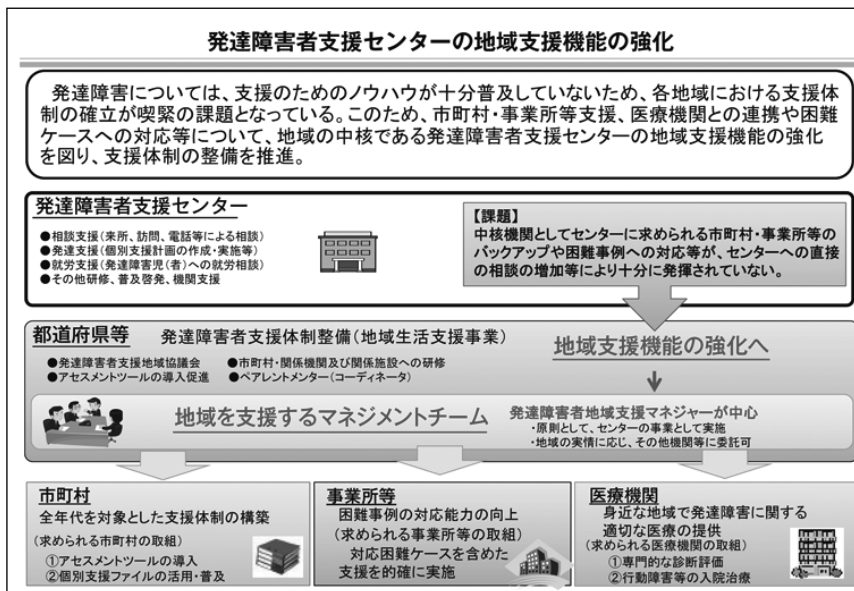 発達障害者支援センターの地域支援機能の強化
発達障害については、支援のためのノウハウが十分普及していないため、各地域における支援体
制の確立が喫緊の課題となっている。このため、市町村・事業所等支援、医療機関との連携や困難
ケースへの対応等について、地域の中核である発達障害者支援センターの地域支援機能の強化
を図り、支援体制の整備を推進。
発達障害者支援センター
●相談支援(来所、訪問、電話等による相談)
●発達支援(個別支援計画の作成・実施等)
●就労支援(発達障害児(者)への就労相談)
●その他研修、普及啓発、機関支援
【課題】
中核機関としてセンターに求められる市町村・事業所等の
バックアップや困難事例への対応等が、センターへの直接
の相談の増加等により十分に発揮されていない。
都道府県等 発達障害者支援体制整備(地域生活支援事業)
●発達障害者支援地域協議会 ●市町村・関係機関及び関係施設への研修
●アセスメントツールの導入促進 ●ペアレントメンター(コーディネータ)
地域支援機能の強化へ
地域を支援するマネジメントチーム
発達障害者地域支援マネジャーが中心
・原則として、センターの事業として実施
・地域の実情に応じ、その他機関等に委託可
市町村
全年代を対象とした支援体制の構築
(求められる市町村の取組)
①アセスメントツールの導入
②個別支援ファイルの活用・普及
事業所等
困難事例の対応能力の向上
(求められる事業所等の取組)
対応困難ケースを含めた
支援を的確に実施
医療機関
身近な地域で発達障害に関する
適切な医療の提供
(求められる医療機関の取組)
①専門的な診断評価
②行動障害等の入院治療